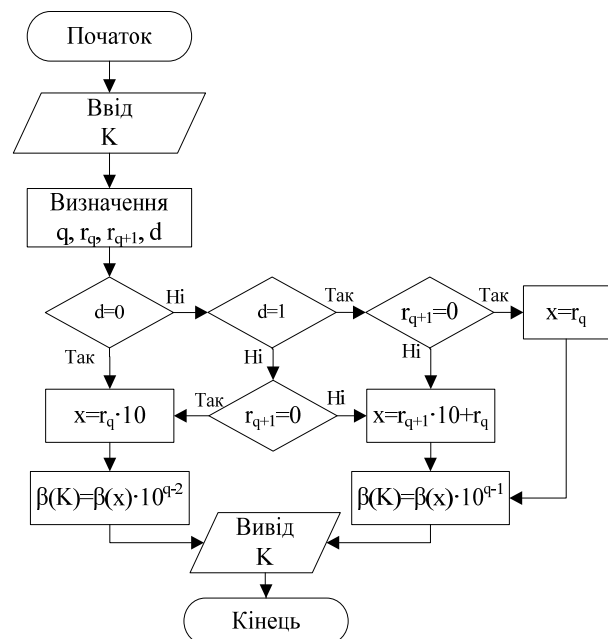 Початок
Ввід
K
Визначення
q, r_q, r_{q+1}, d
d=0
Ні
d=1
Так
r_{q+1}=0
Так
x=r_q
Так
Ні
Ні
x=r_q·10
Так
r_{q+1}=0
Ні
x=r_{q+1}·10+r_q
β(K)=β(x)·10^{q-2}
β(K)=β(x)·10^{q-1}
Вивід
K
Кінець